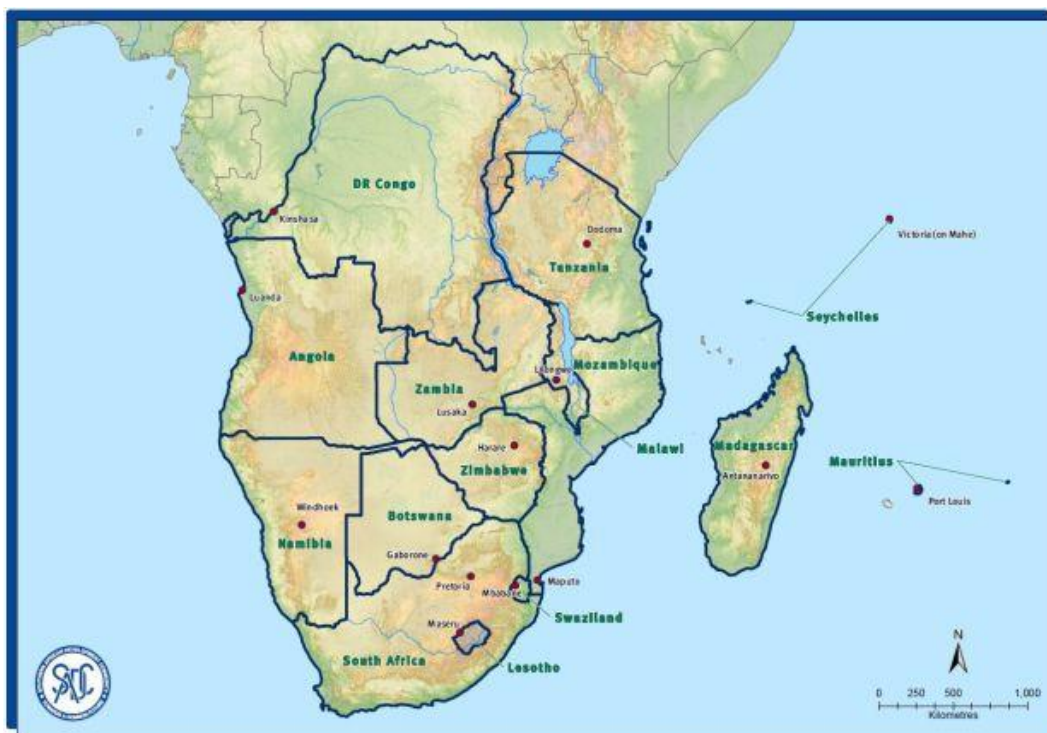 DR Congo
Kinshasa
Dodoma
Victoria (on Mahe)
Tanzania
Luanda
Seychelles
Angola
Mozambique
Lilongwe
Zambia
Lusaka
Harare
Malawi
Madagascar
Zimbabwe
Mauritius
Antananarivo
Port Louis
Windhoek
Botswana
Namibia
Gaborone
Pretoria
Maputo
Mbabane
Swaziland
Maseru
South Africa
Lesotho
N
SADC
0 250 500 1,000
Kilometres